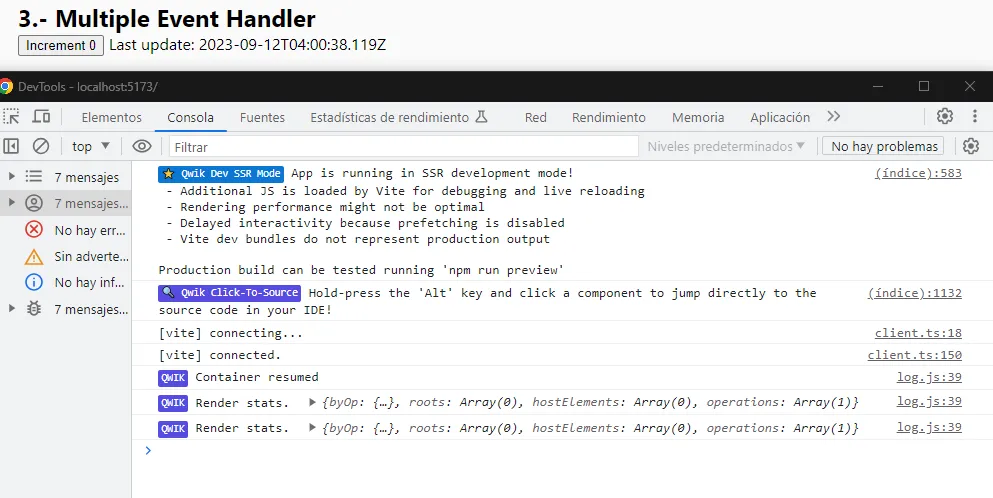 3.- Multiple Event Handler
Increment 0 Last update: 2023-09-12T04:00:38.119Z
DevTools - localhost:5173/
Elementos Consola Fuentes Estadísticas de rendimiento Red Rendimiento Memoria Aplicación
top Filtrar Niveles predeterminados No hay problemas
7 mensajes
7 mensajes...
No hay err...
Sin adverte...
No hay inf...
7 mensajes...
Qwik Dev SSR Mode App is running in SSR development mode! (índice):583
- Additional JS is loaded by Vite for debugging and live reloading
- Rendering performance might not be optimal
- Delayed interactivity because prefetching is disabled
- Vite dev bundles do not represent production output
Production build can be tested running 'npm run preview'
Qwik Click-To-Source Hold-press the 'Alt' key and click a component to jump directly to the (índice):1132
source code in your IDE!
[vite] connecting... client.ts:18
[vite] connected. client.ts:150
QWIK Container resumed log.js:39
QWIK Render stats. {byOp: {…}, roots: Array(0), hostElements: Array(0), operations: Array(1)} log.js:39
QWIK Render stats. {byOp: {…}, roots: Array(0), hostElements: Array(0), operations: Array(1)} log.js:39